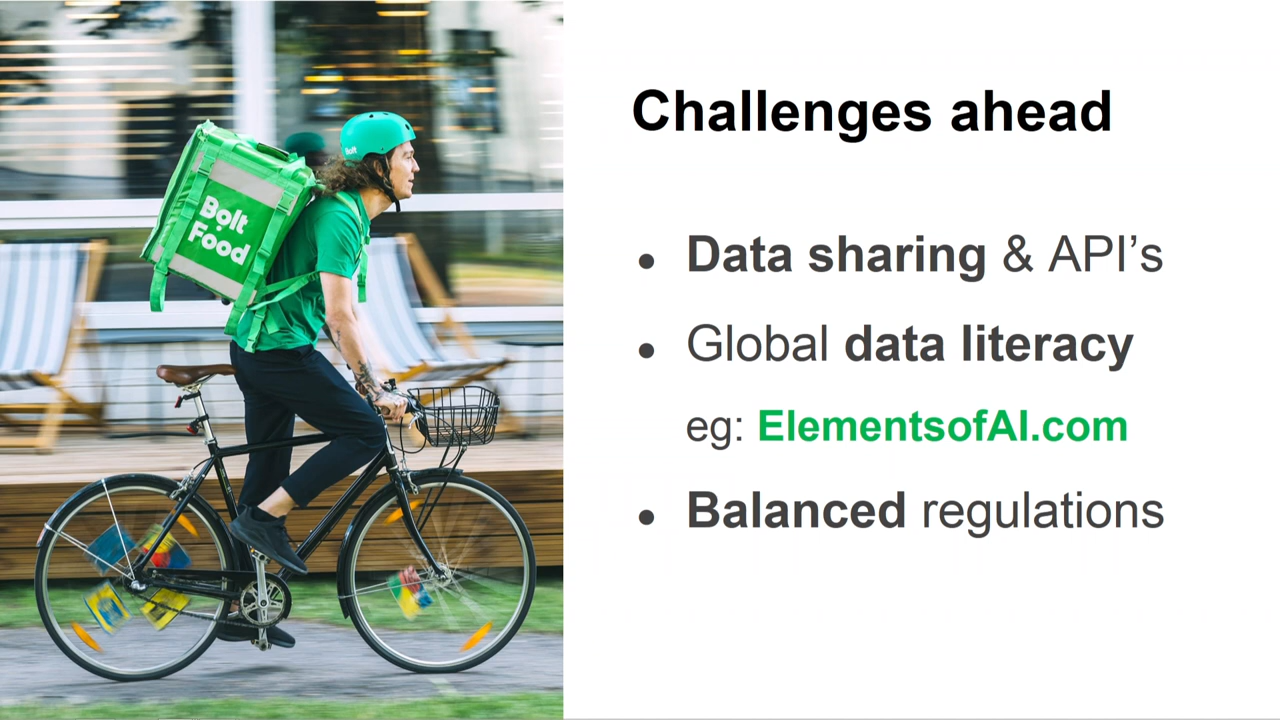 Challenges ahead
Bolt
Bolt
Food
• Data sharing & API’s
• Global data literacy
eg: ElementsofAI.com
• Balanced regulations